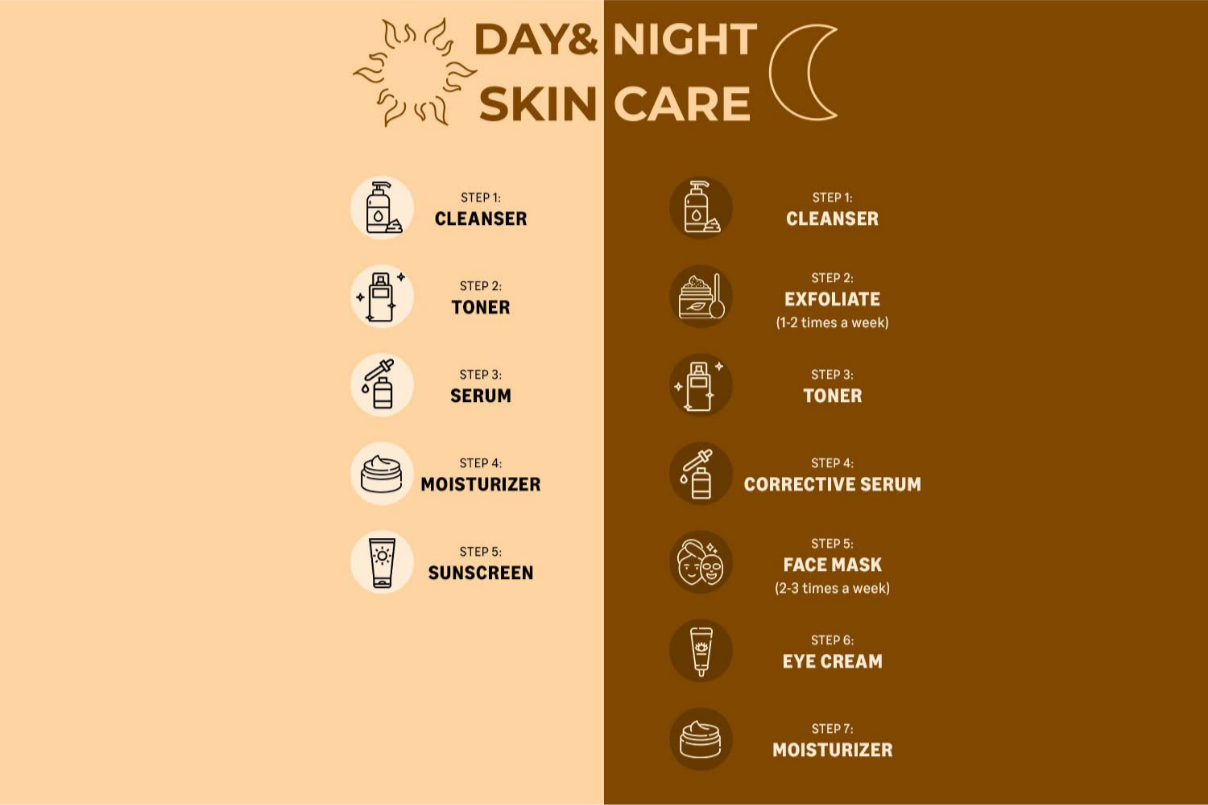 DAY& NIGHT
SKIN CARE
STEP 1:
CLEANSER
STEP 2:
TONER
STEP 3:
SERUM
STEP 4:
MOISTURIZER
STEP 5:
SUNSCREEN
STEP 1:
CLEANSER
STEP 2:
EXFOLIATE
(1-2 times a week)
STEP 3:
TONER
STEP 4:
CORRECTIVE SERUM
STEP 5:
FACE MASK
(2-3 times a week)
STEP 6:
EYE CREAM
STEP 7:
MOISTURIZER